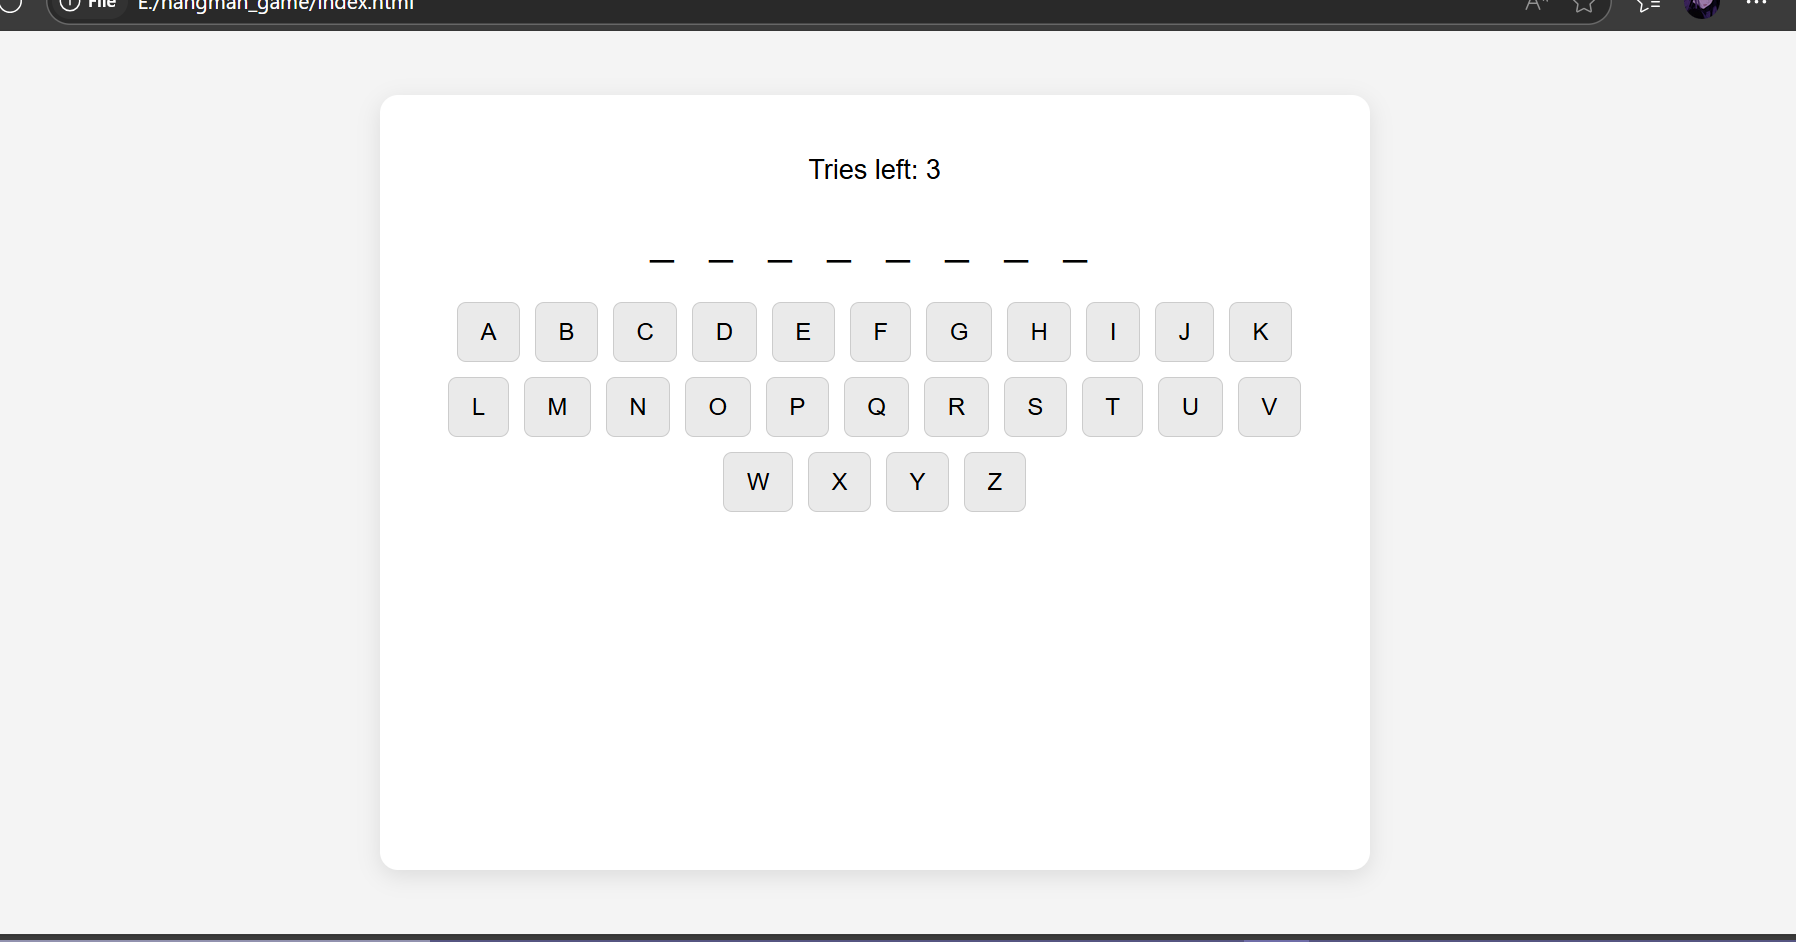 File E:/hangman_game/index.html
Tries left: 3
_ _ _ _ _ _ _ _
A B C D E F G H I J K
L M N O P Q R S T U V
W X Y Z